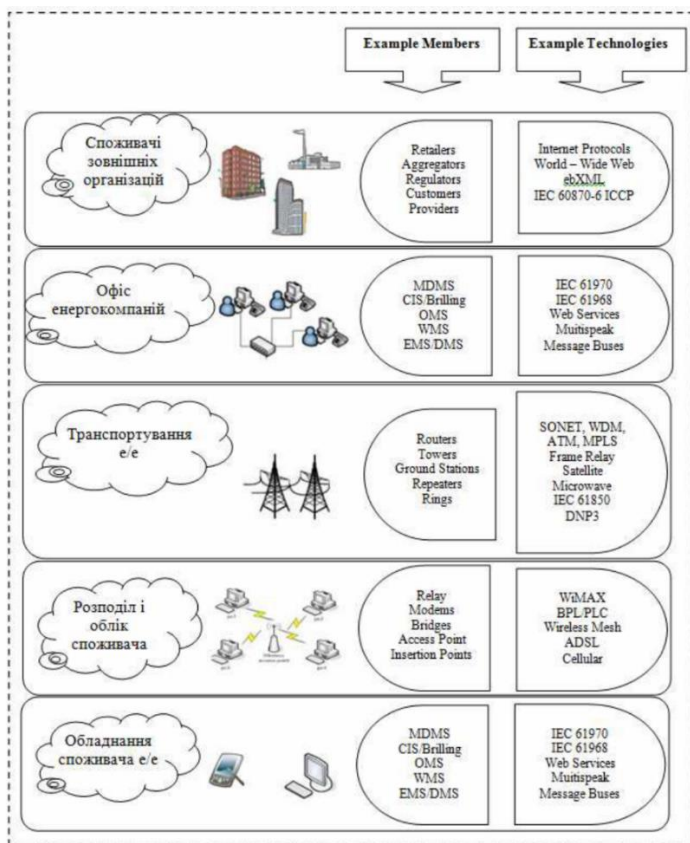 Example Members
Example Technologies
Споживачі
зовнішніх
організацій
Retailers
Aggregators
Regulators
Customers
Providers
Internet Protocols
World – Wide Web
ebXML
IEC 60870-6 ICCP
Офіс
енергокомпаній
MDMS
CIS/Brilling
OMS
WMS
EMS/DMS
IEC 61970
IEC 61968
Web Services
Muitispeak
Message Buses
Транспортування
е/е
Routers
Towers
Ground Stations
Repeaters
Rings
SONET, WDM,
ATM, MPLS
Frame Relay
Satellite
Microwave
IEC 61850
DNP3
Розподіл і
облік
споживача
Relay
Modems
Bridges
Access Point
Insertion Points
WiMAX
BPL/PLC
Wireless Mesh
ADSL
Cellular
Обладнання
споживача е/е
MDMS
CIS/Brilling
OMS
WMS
EMS/DMS
IEC 61970
IEC 61968
Web Services
Muitispeak
Message Buses